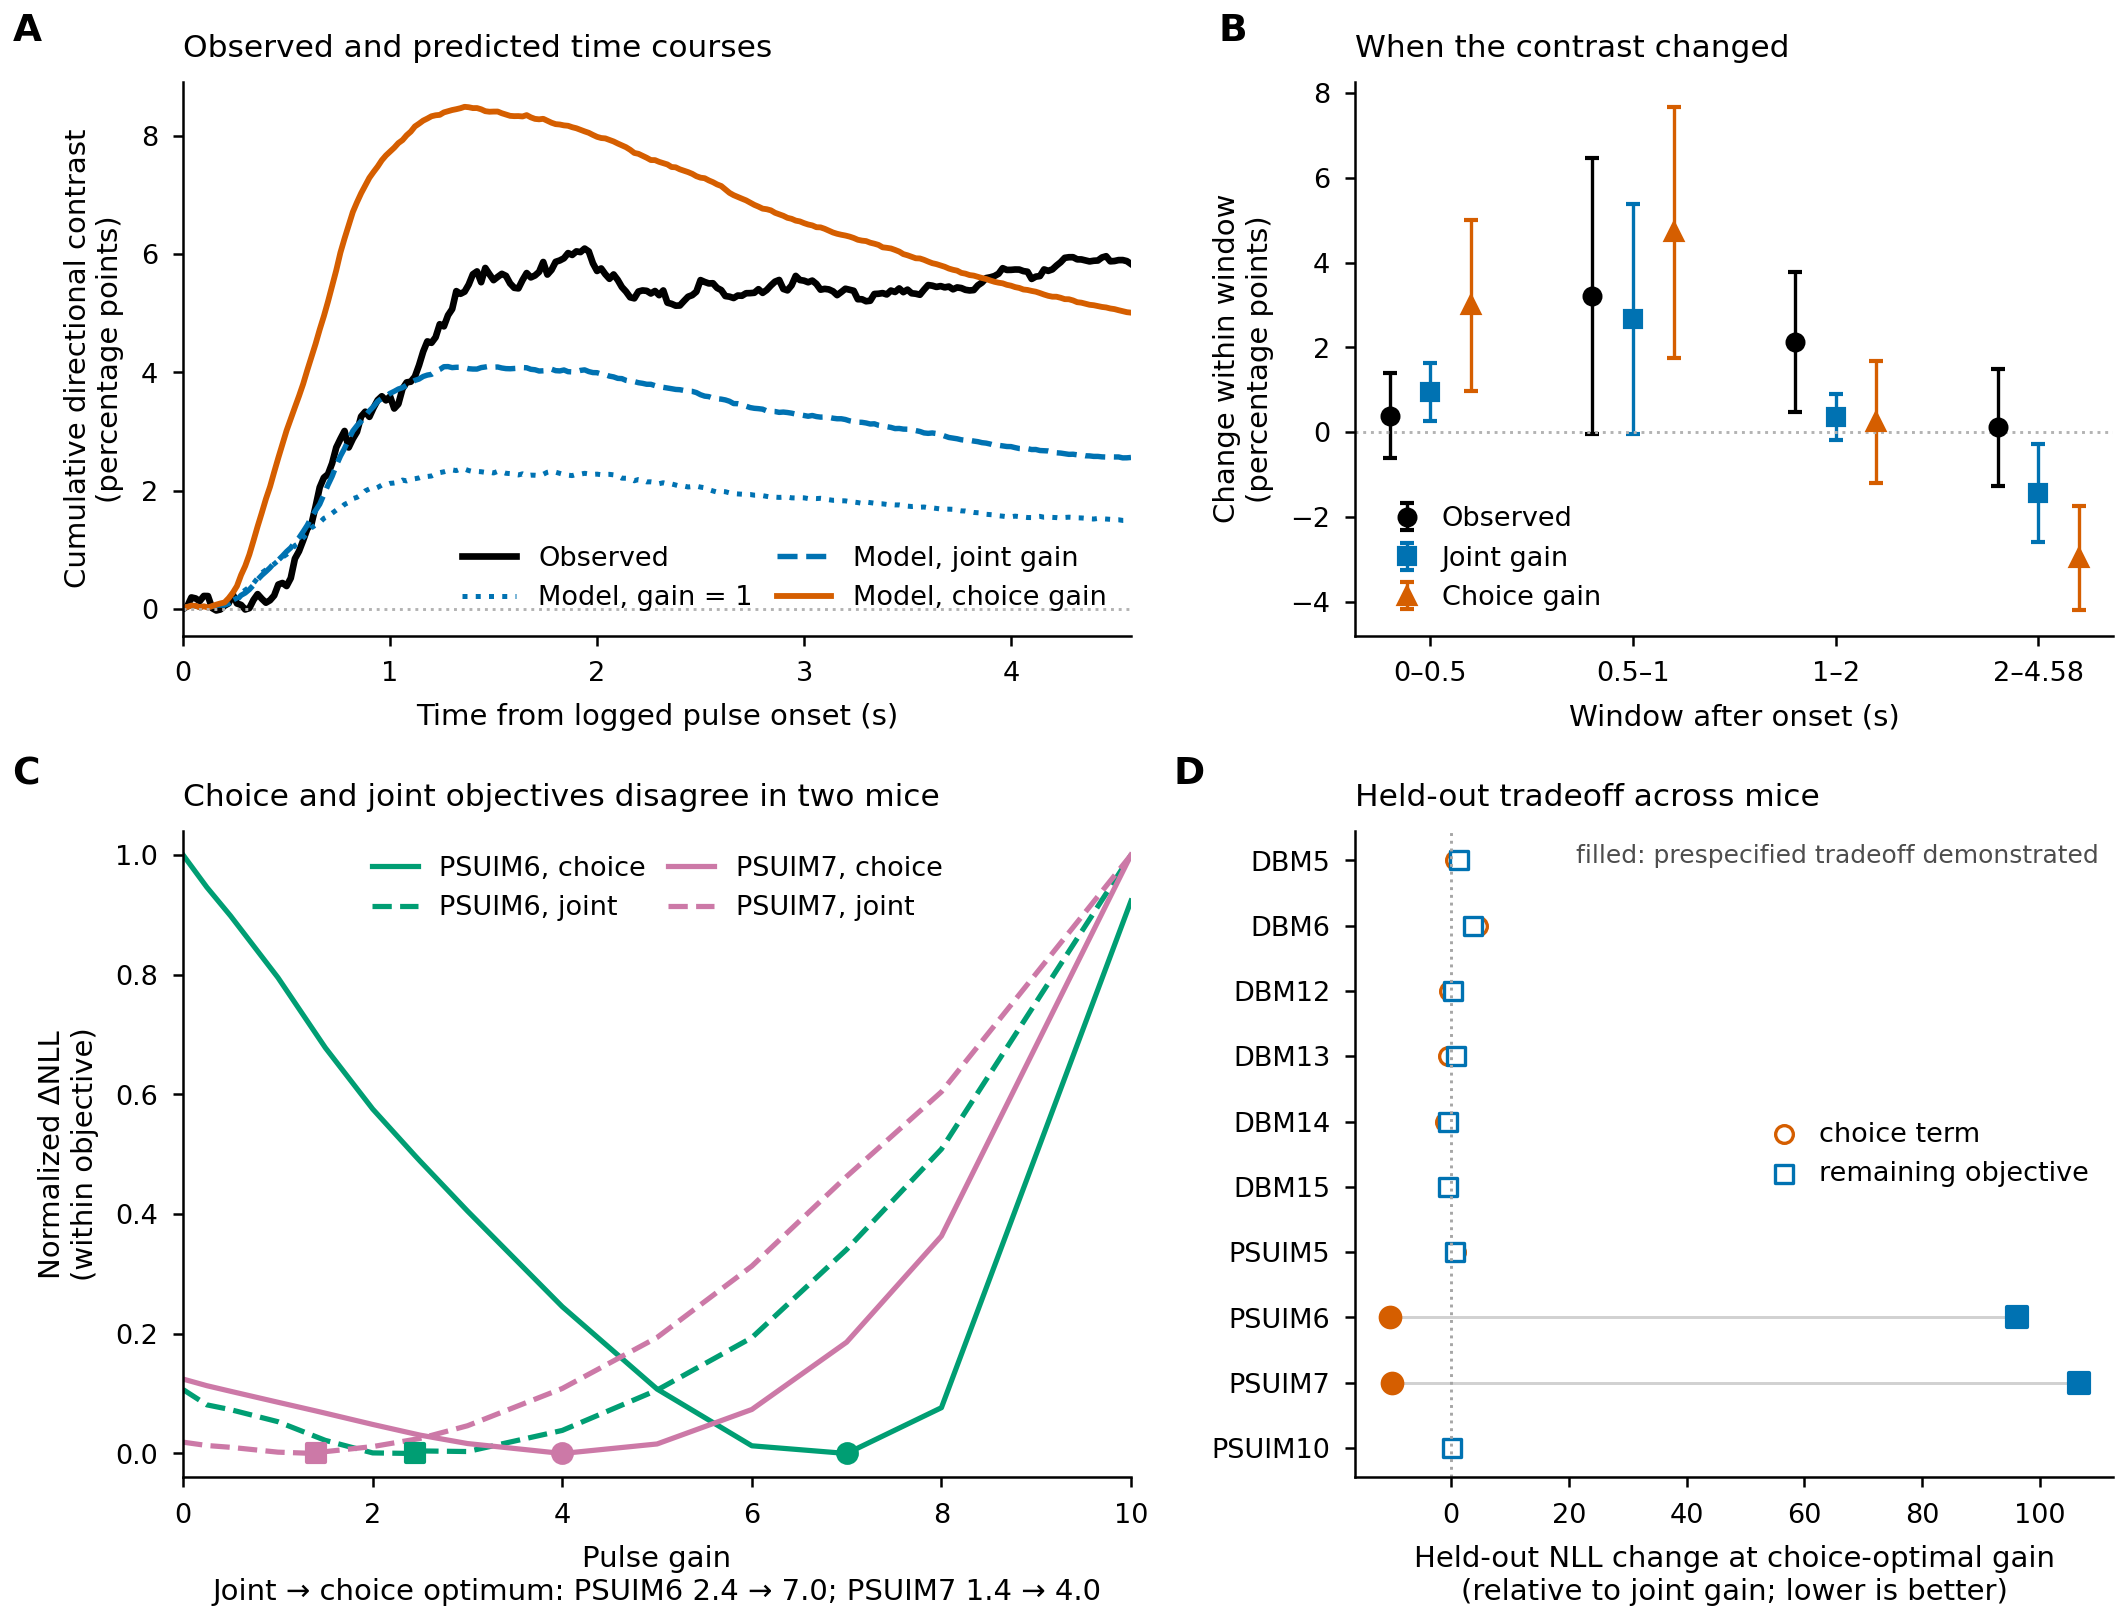 A
Observed and predicted time courses
Cumulative directional contrast
(percentage points)
8
6
4
2
0
Observed
Model, gain = 1
Model, joint gain
Model, choice gain
0 1 2 3 4
Time from logged pulse onset (s)
B
When the contrast changed
Change within window
(percentage points)
8
6
4
2
0
−2
−4
Observed
Joint gain
Choice gain
0–0.5 0.5–1 1–2 2–4.58
Window after onset (s)
C
Choice and joint objectives disagree in two mice
Normalized ΔNLL
(within objective)
1.0
0.8
0.6
0.4
0.2
0.0
PSUIM6, choice
PSUIM6, joint
PSUIM7, choice
PSUIM7, joint
0 2 4 6 8 10
Pulse gain
Joint → choice optimum: PSUIM6 2.4 → 7.0; PSUIM7 1.4 → 4.0
D
Held-out tradeoff across mice
filled: prespecified tradeoff demonstrated
DBM5
DBM6
DBM12
DBM13
DBM14
DBM15
PSUIM5
PSUIM6
PSUIM7
PSUIM10
choice term
remaining objective
0 20 40 60 80 100
Held-out NLL change at choice-optimal gain
(relative to joint gain; lower is better)